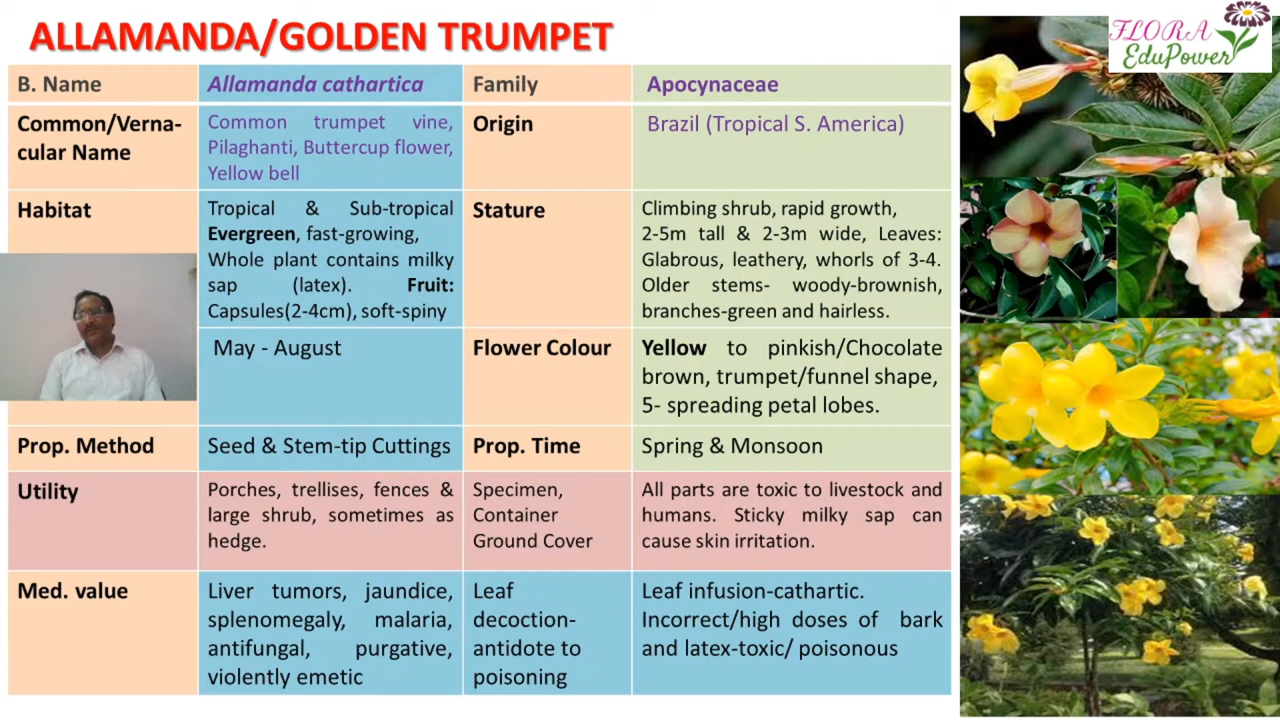 ALLAMANDA/GOLDEN TRUMPET
FLORA
EduPower
B. Name
Allamanda cathartica
Family
Apocynaceae
Common/Verna-
cular Name
Common trumpet vine,
Pilaghanti, Buttercup flower,
Yellow bell
Origin
Brazil (Tropical S. America)
Habitat
Tropical & Sub-tropical
Evergreen, fast-growing,
Whole plant contains milky
sap (latex). Fruit:
Capsules(2-4cm), soft-spiny
Stature
Climbing shrub, rapid growth,
2-5m tall & 2-3m wide, Leaves:
Glabrous, leathery, whorls of 3-4.
Older stems- woody-brownish,
branches-green and hairless.
May - August
Flower Colour
Yellow to pinkish/Chocolate
brown, trumpet/funnel shape,
5- spreading petal lobes.
Prop. Method
Seed & Stem-tip Cuttings
Prop. Time
Spring & Monsoon
Utility
Porches, trellises, fences &
large shrub, sometimes as
hedge.
Specimen,
Container
Ground Cover
All parts are toxic to livestock and
humans. Sticky milky sap can
cause skin irritation.
Med. value
Liver tumors, jaundice,
splenomegaly, malaria,
antifungal, purgative,
violently emetic
Leaf
decoction-
antidote to
poisoning
Leaf infusion-cathartic.
Incorrect/high doses of bark
and latex-toxic/ poisonous